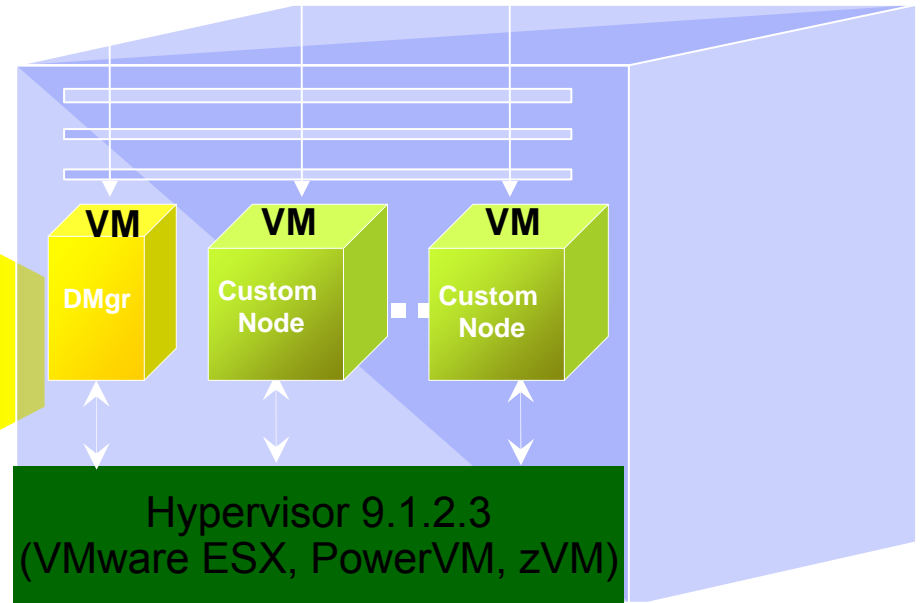 VM
VM
VM
DMgr
Custom
Node
Custom
Node
Hypervisor 9.1.2.3
(VMware ESX, PowerVM, zVM)